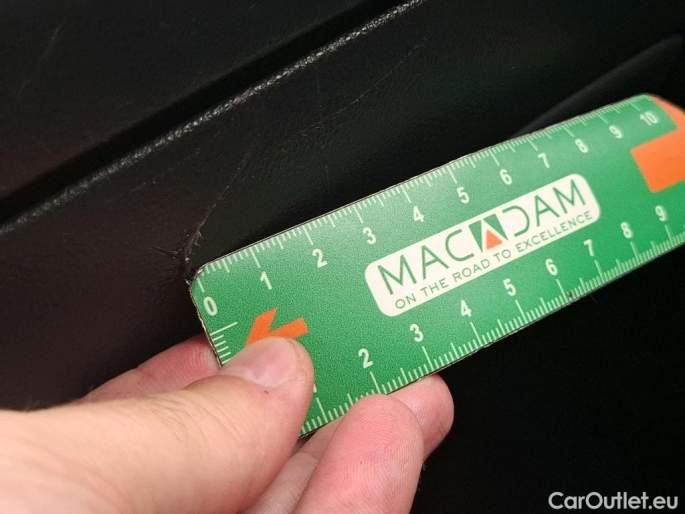 0 1 2 3 4 5 6 7 8 9 10
MACADAM
ON THE ROAD TO EXCELLENCE
1 2 3 4 5 6 7 8 9
CarOutlet.eu